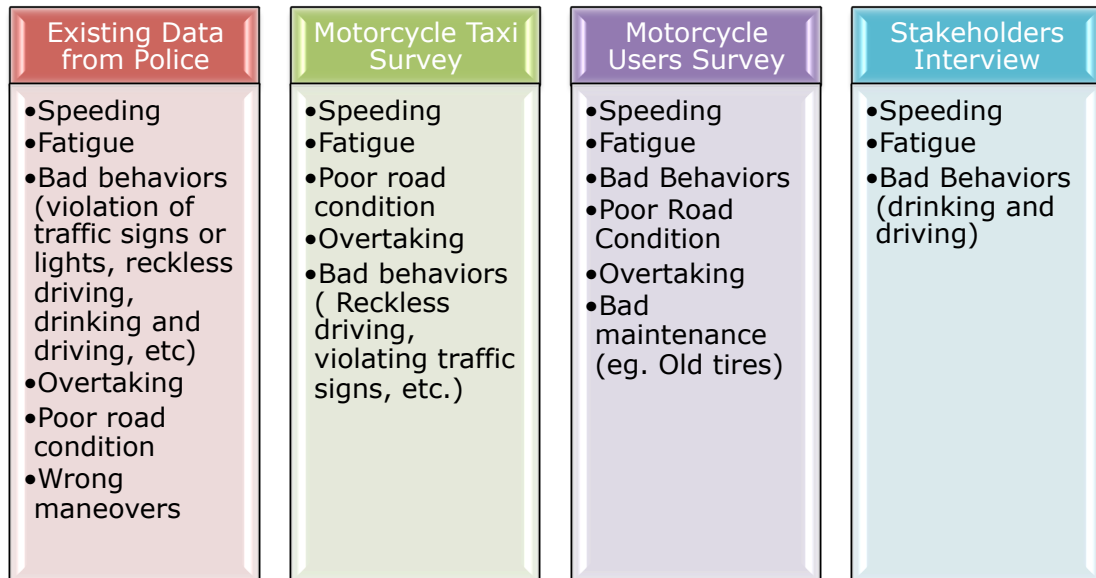 Existing Data
from Police
•Speeding
•Fatigue
•Bad behaviors
(violation of
traffic signs or
lights, reckless
driving,
drinking and
driving, etc)
•Overtaking
•Poor road
condition
•Wrong
maneovers
Motorcycle Taxi
Survey
•Speeding
•Fatigue
•Poor road
condition
•Overtaking
•Bad behaviors
( Reckless
driving,
violating traffic
signs, etc.)
Motorcycle
Users Survey
•Speeding
•Fatigue
•Bad Behaviors
•Poor Road
Condition
•Overtaking
•Bad
maintenance
(eg. Old tires)
Stakeholders
Interview
•Speeding
•Fatigue
•Bad Behaviors
(drinking and
driving)